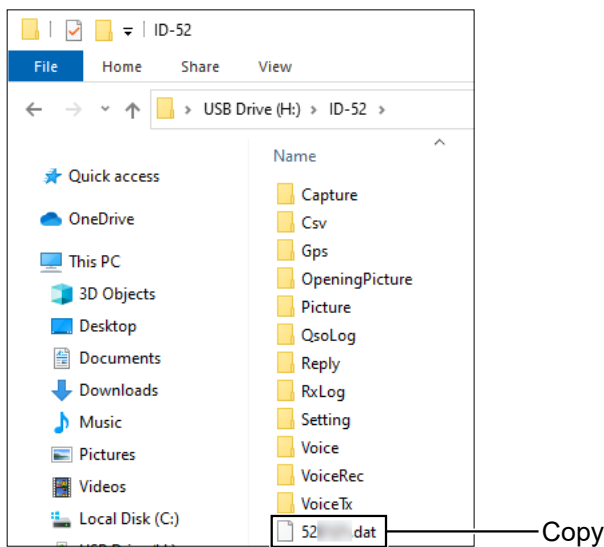 ID-52
File Home Share View
USB Drive (H:) > ID-52 >
Name
Quick access
OneDrive
This PC
3D Objects
Desktop
Documents
Downloads
Music
Pictures
Videos
Local Disk (C:)
Capture
Csv
Gps
OpeningPicture
Picture
QsoLog
Reply
RxLog
Setting
Voice
VoiceRec
VoiceTx
52 .dat
Copy